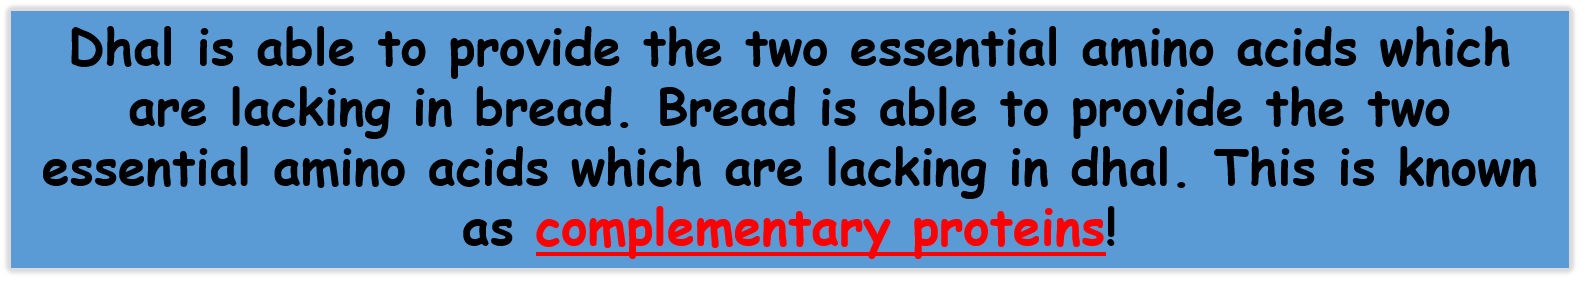 Dhal is able to provide the two essential amino acids which
are lacking in bread. Bread is able to provide the two
essential amino acids which are lacking in dhal. This is known
as complementary proteins!